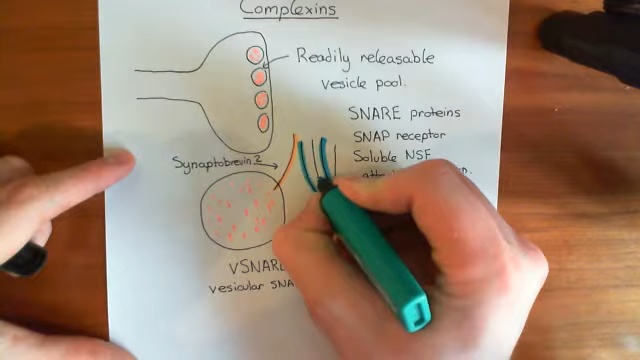 Complexins
Readily releasable
vesicle pool.
SNARE proteins
SNAP receptor
Soluble NSF
Synaptobrevin 2
vSNARE
vesicular SNA